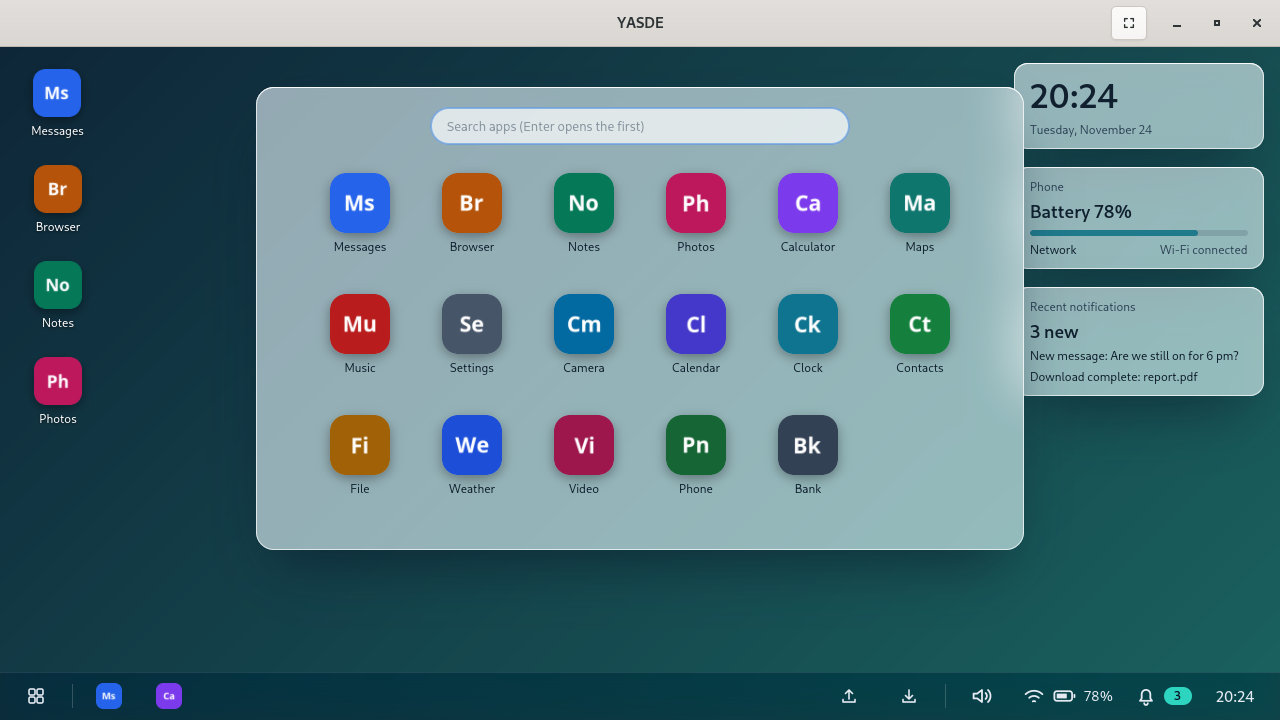 YASDE
Ms
Messages
Br
Browser
No
Notes
Ph
Photos
Search apps (Enter opens the first)
Ms Br No Ph Ca Ma
Messages Browser Notes Photos Calculator Maps
Mu Se Cm Cl Ck Ct
Music Settings Camera Calendar Clock Contacts
Fi We Vi Pn Bk
File Weather Video Phone Bank
20:24
Tuesday, November 24
Phone
Battery 78%
Network Wi-Fi connected
Recent notifications
3 new
New message: Are we still on for 6 pm?
Download complete: report.pdf
Ms Ca 78% 3 20:24